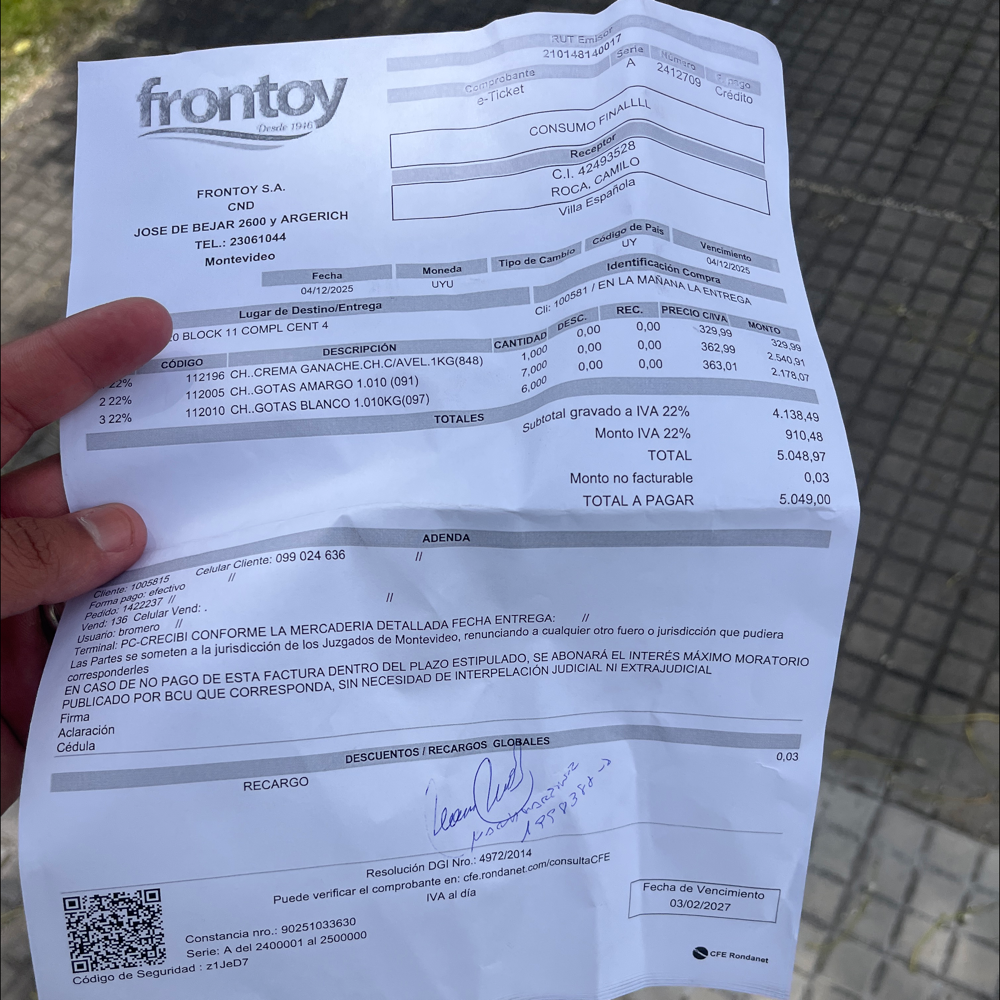 frontoy
Desde 1946
FRONTOY S.A.
CND
JOSE DE BEJAR 2600 y ARGERICH
TEL.: 23061044
Montevideo
RUT Emisor
210148140017
Comprobante Serie Número P. pago
e-Ticket A 2412709 Crédito
CONSUMO FINALLLL
Receptor
C.I. 42493528
ROCA, CAMILO
Villa Española
Fecha Moneda Tipo de Cambio Código de País Vencimiento
04/12/2025 UYU UY 04/12/2025
Lugar de Destino/Entrega Identificación Compra
0 BLOCK 11 COMPL CENT 4 Cli: 100581 / EN LA MAÑANA LA ENTREGA
CÓDIGO DESCRIPCIÓN CANTIDAD DESC. REC. PRECIO C/IVA MONTO
22% 112196 CH..CREMA GANACHE.CH.C/AVEL.1KG(848) 1,000 0,00 0,00 329,99 329,99
2 22% 112005 CH..GOTAS AMARGO 1.010 (091) 7,000 0,00 0,00 362,99 2.540,91
3 22% 112010 CH..GOTAS BLANCO 1.010KG(097) 6,000 0,00 0,00 363,01 2.178,07
TOTALES
Subtotal gravado a IVA 22% 4.138,49
Monto IVA 22% 910,48
TOTAL 5.048,97
Monto no facturable 0,03
TOTAL A PAGAR 5.049,00
ADENDA
Cliente: 1005815 Celular Cliente: 099 024 636 //
Forma pago: efectivo //
Pedido: 1422237 //
Vend: 136 Celular Vend: . //
Usuario: bromero //
Terminal: PC-CRECIBI CONFORME LA MERCADERIA DETALLADA FECHA ENTREGA: //
Las Partes se someten a la jurisdicción de los Juzgados de Montevideo, renunciando a cualquier otro fuero o jurisdicción que pudiera
corresponderles
EN CASO DE NO PAGO DE ESTA FACTURA DENTRO DEL PLAZO ESTIPULADO, SE ABONARÁ EL INTERÉS MÁXIMO MORATORIO
PUBLICADO POR BCU QUE CORRESPONDA, SIN NECESIDAD DE INTERPELACIÓN JUDICIAL NI EXTRAJUDICIAL
Firma
Aclaración
Cédula
DESCUENTOS / RECARGOS GLOBALES
RECARGO 0,03
Resolución DGI Nro.: 4972/2014
Puede verificar el comprobante en: cfe.rondanet.com/consultaCFE
IVA al día
Constancia nro.: 90251033630
Serie: A del 2400001 al 2500000
Código de Seguridad : z1JeD7
Fecha de Vencimiento
03/02/2027
CFE Rondanet